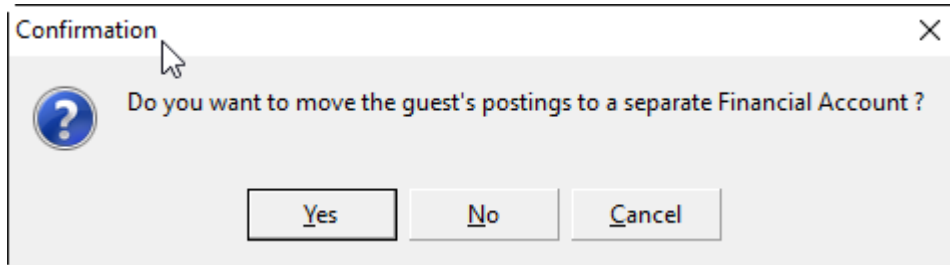 Confirmation
Do you want to move the guest's postings to a separate Financial Account ?
Yes
No
Cancel